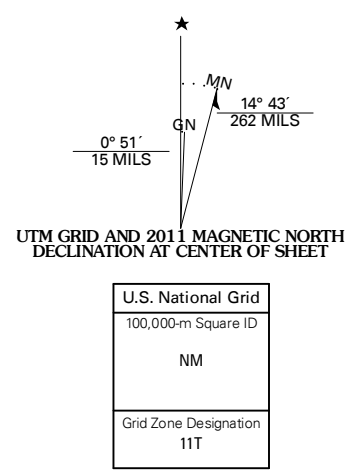 MN
GN
14° 43´
262 MILS
0° 51´
15 MILS
UTM GRID AND 2011 MAGNETIC NORTH
DECLINATION AT CENTER OF SHEET
U.S. National Grid
100,000-m Square ID
NM
Grid Zone Designation
11T